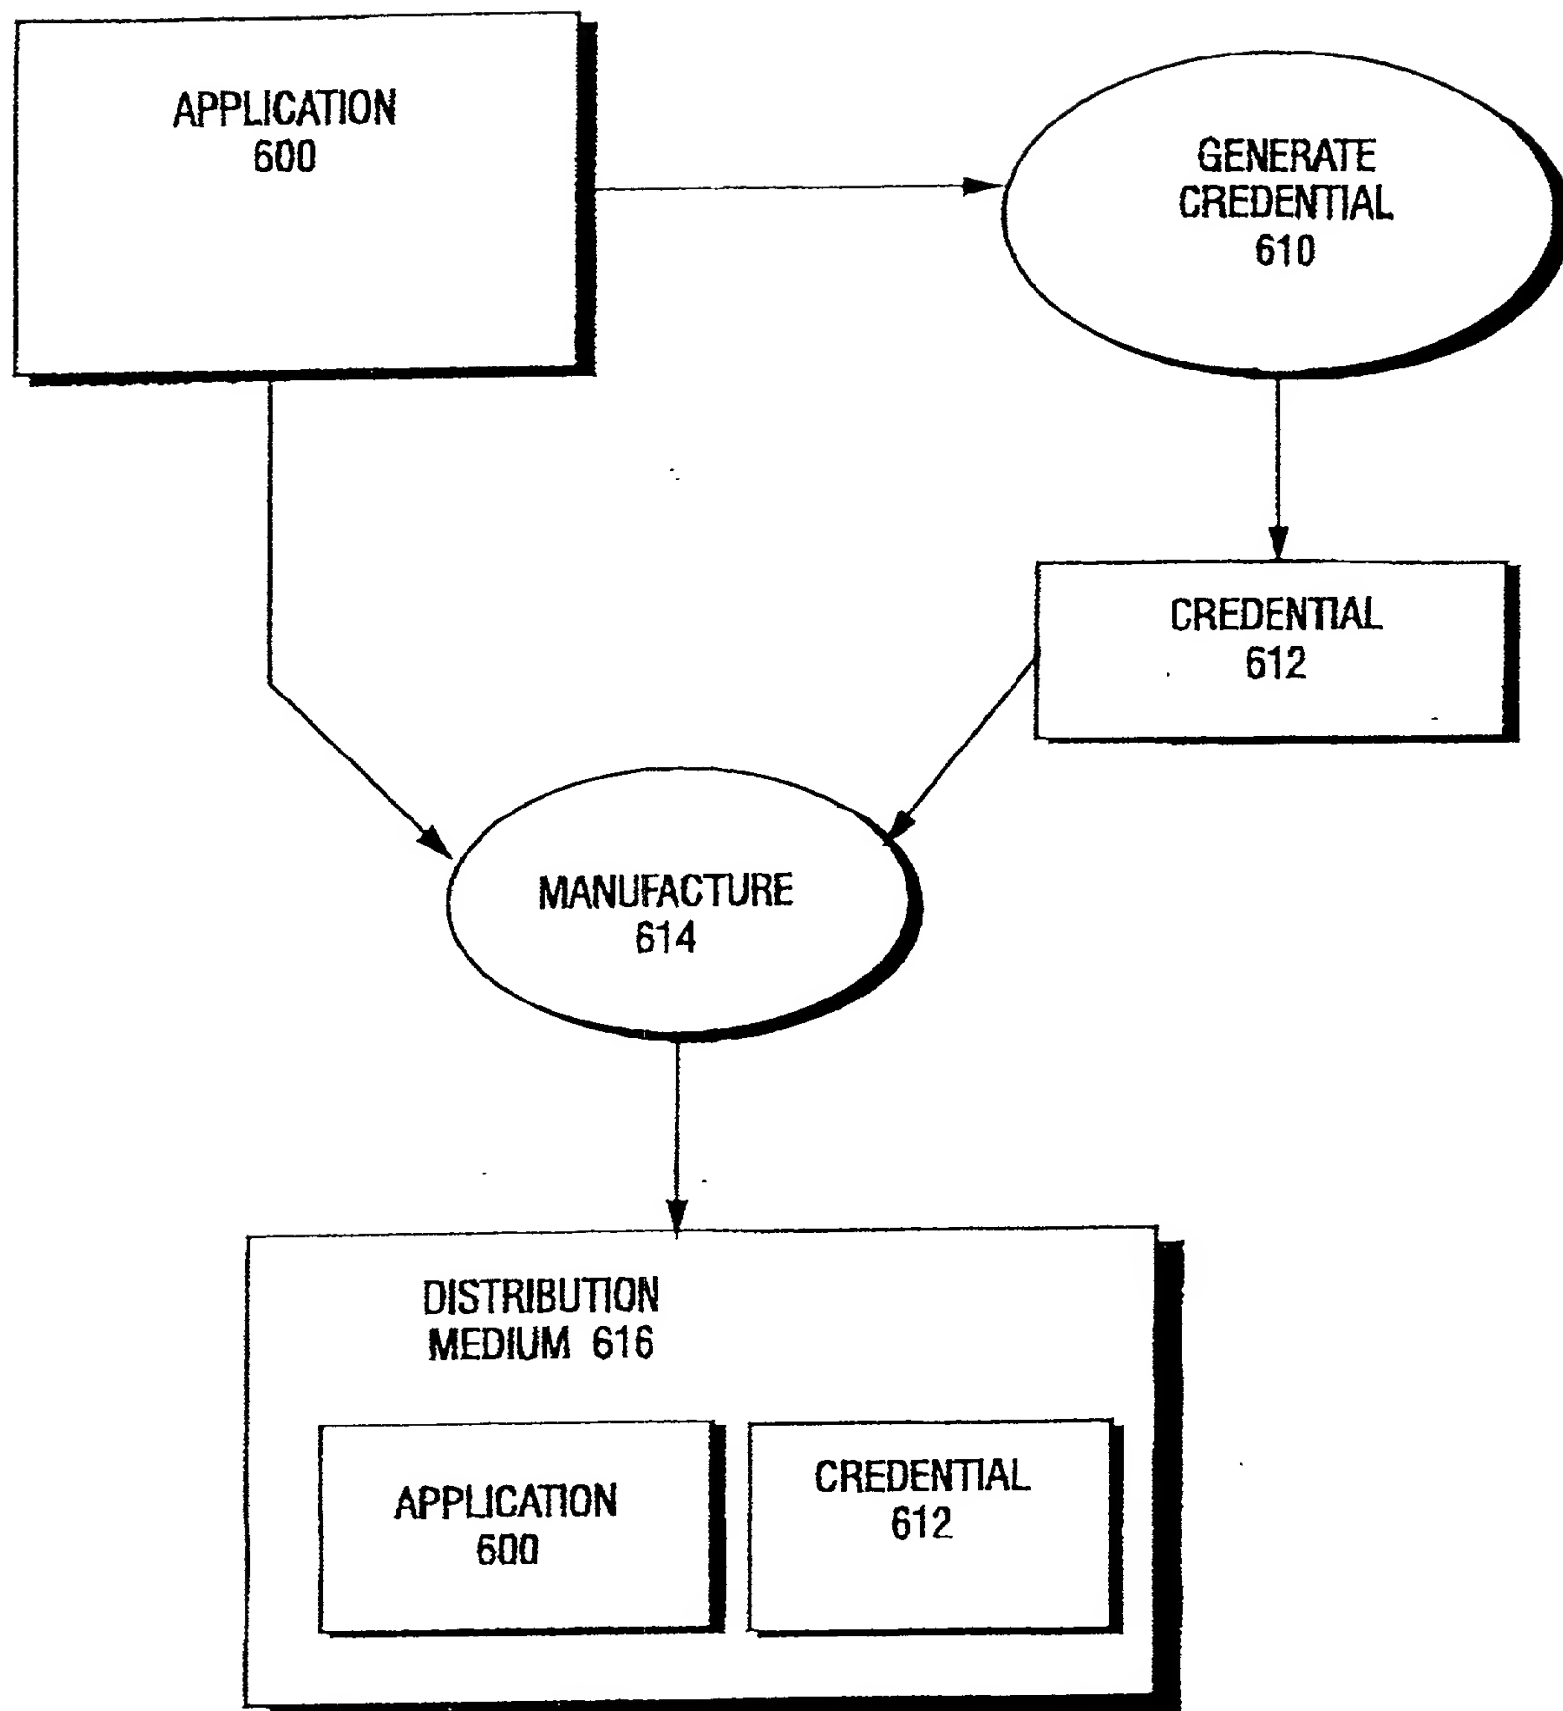 APPLICATION
600
GENERATE
CREDENTIAL
610
CREDENTIAL
612
MANUFACTURE
614
DISTRIBUTION
MEDIUM 616
APPLICATION
600
CREDENTIAL
612